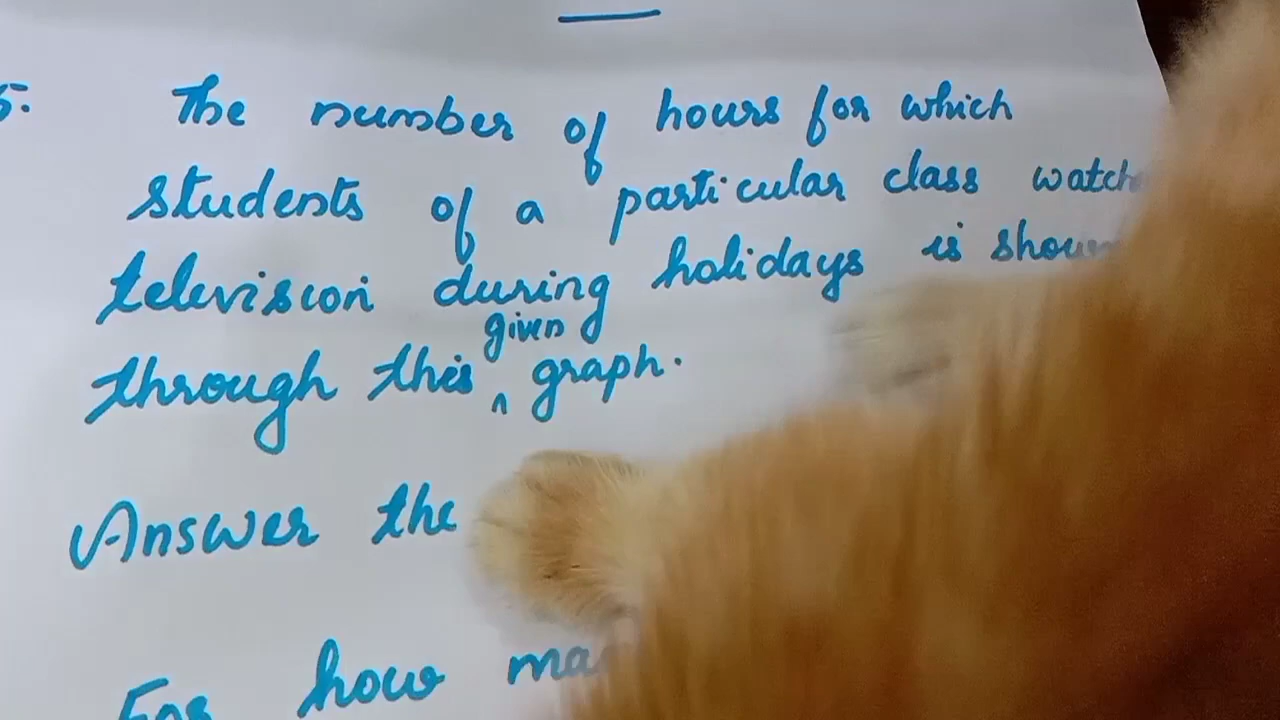 5. The number of hours for which
students of a particular class watch
television during holidays is shown
through this given graph.
Answer the
For how